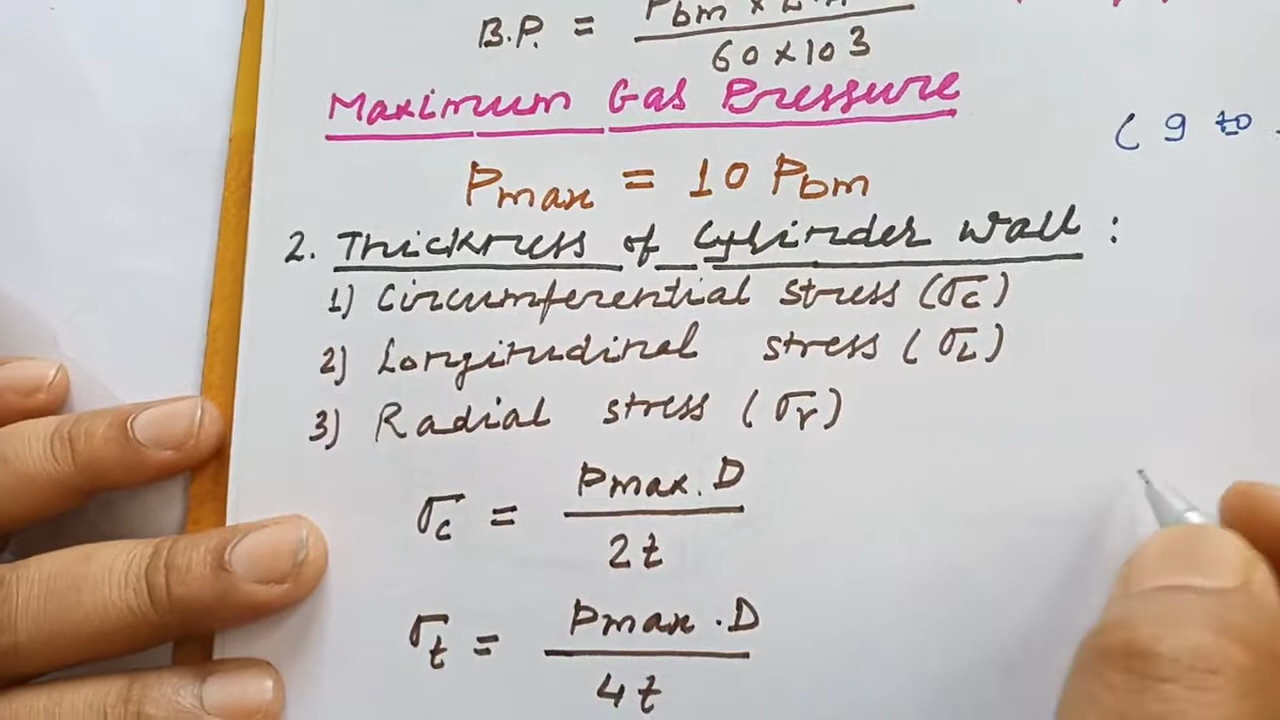 B.P. = Pbm ×
60 × 10³
Maximum Gas Pressure
(9 to
Pmax = 10 Pbm
2. Thickness of Cylinder Wall :
1) Circumferential stress (σc)
2) Longitudinal stress (σL)
3) Radial stress (σr)
σc = Pmax. D
2t
σt = Pmax . D
4t